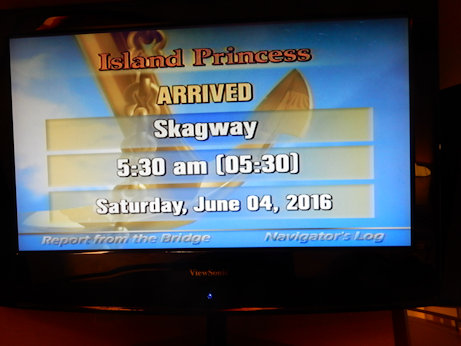 Island Princess
ARRIVED
Skagway
5:30 am (05:30)
Saturday, June 04, 2016
Report from the Bridge Navigator's Log
ViewSonic